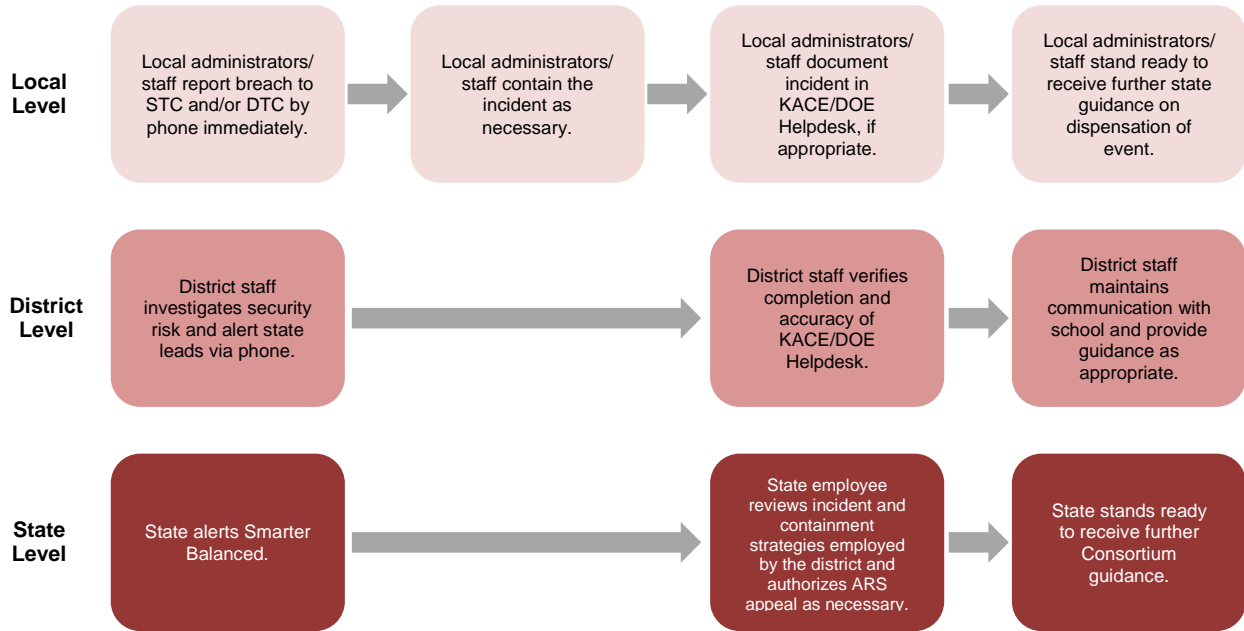 Local
Level
Local administrators/
staff report breach to
STC and/or DTC by
phone immediately.
Local administrators/
staff contain the
incident as
necessary.
Local administrators/
staff document
incident in
KACE/DOE
Helpdesk, if
appropriate.
Local administrators/
staff stand ready to
receive further state
guidance on
dispensation of
event.
District
Level
District staff
investigates security
risk and alert state
leads via phone.
District staff verifies
completion and
accuracy of
KACE/DOE
Helpdesk.
District staff
maintains
communication with
school and provide
guidance as
appropriate.
State
Level
State alerts Smarter
Balanced.
State employee
reviews incident and
containment
strategies employed
by the district and
authorizes ARS
appeal as necessary.
State stands ready
to receive further
Consortium
guidance.